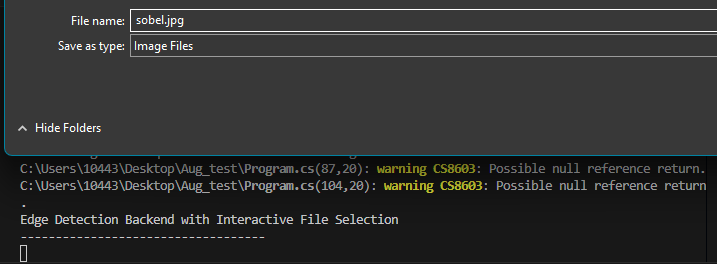 File name: sobel.jpg
Save as type: Image Files
Hide Folders
C:\Users\10443\Desktop\Aug_test\Program.cs(87,20): warning CS8603: Possible null reference return.
C:\Users\10443\Desktop\Aug_test\Program.cs(104,20): warning CS8603: Possible null reference return
.
Edge Detection Backend with Interactive File Selection
-----------------------------------